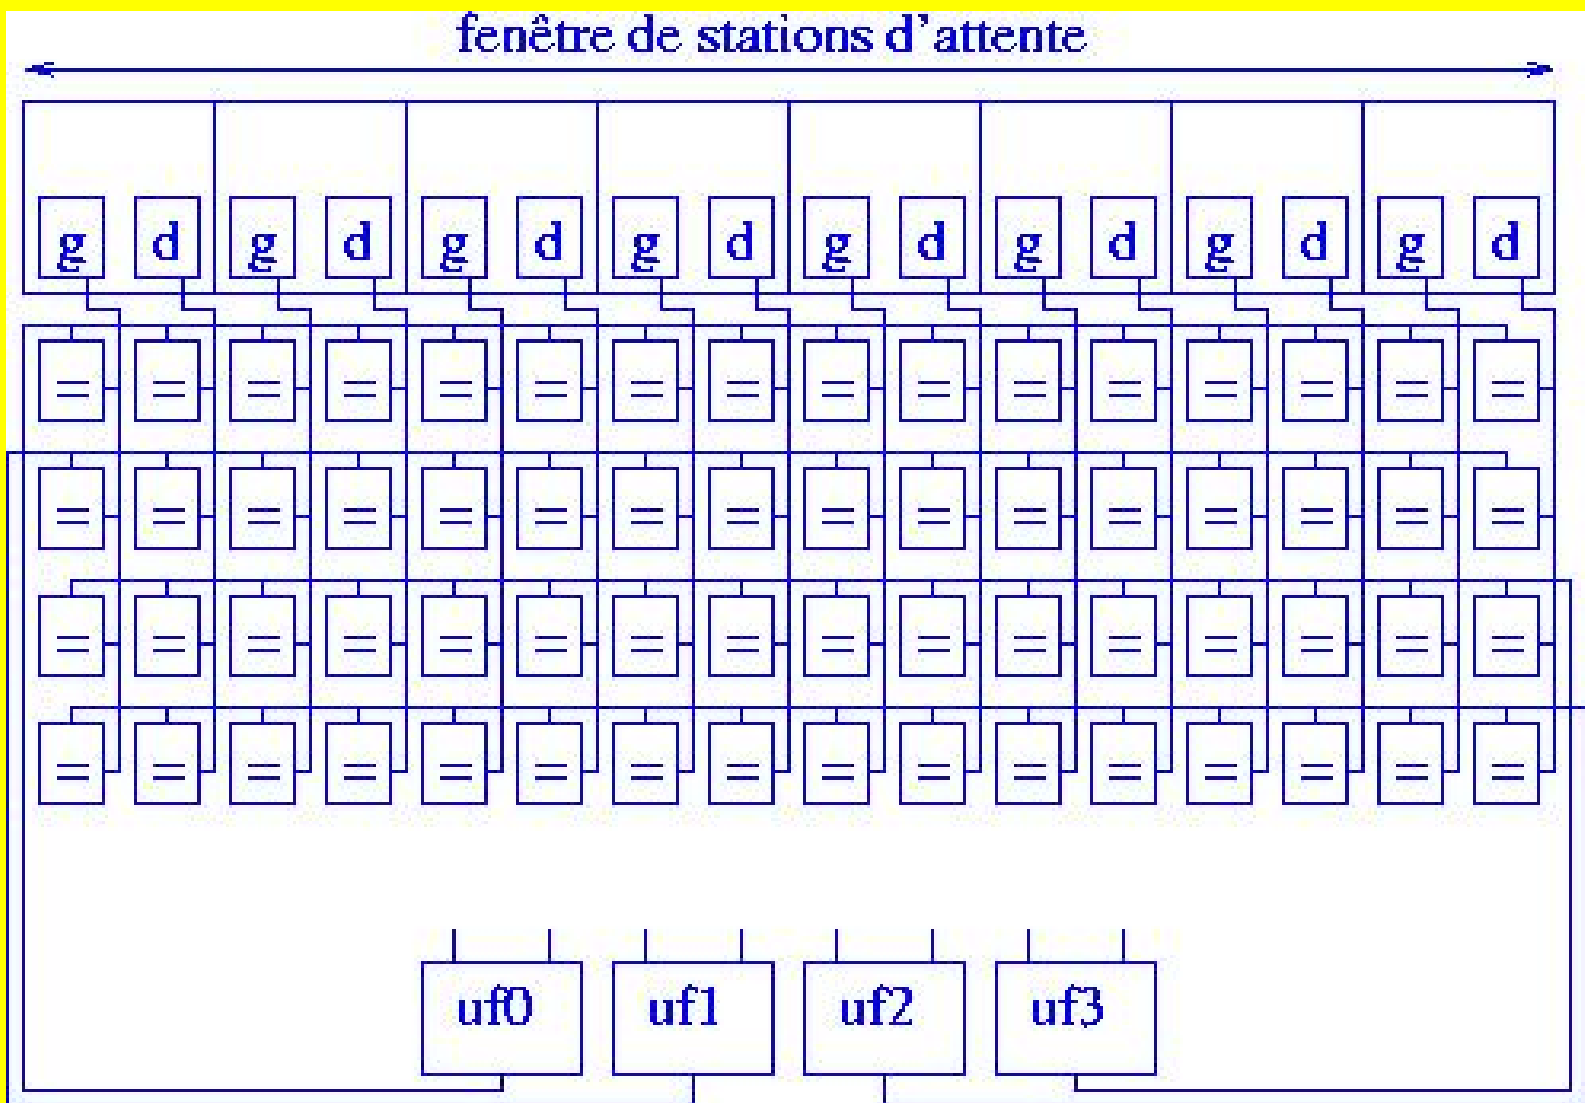 fenêtre de stations d'attente
g d g d g d g d g d g d g d g d
= = = = = = = = = = = = = = = =
= = = = = = = = = = = = = = = =
= = = = = = = = = = = = = = = =
= = = = = = = = = = = = = = = =
uf0 uf1 uf2 uf3